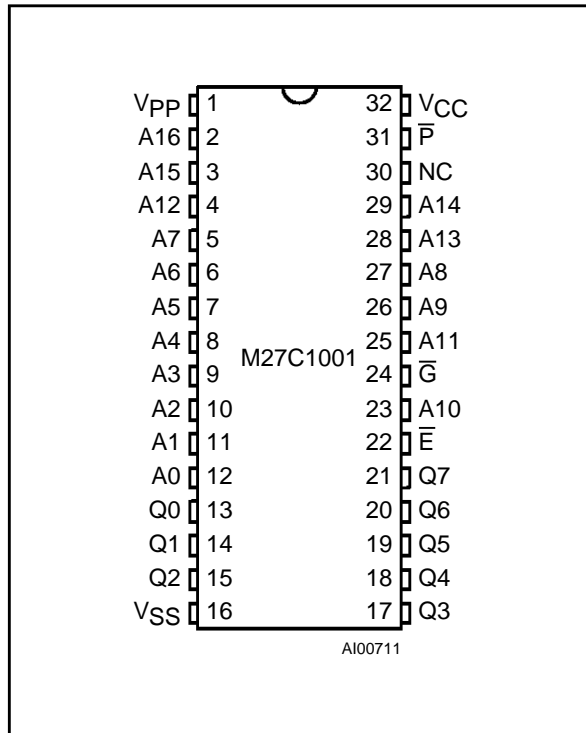 VPP 1 32 VCC
A16 2 31 P̅
A15 3 30 NC
A12 4 29 A14
A7 5 28 A13
A6 6 27 A8
A5 7 26 A9
A4 8 25 A11
M27C1001
A3 9 24 G̅
A2 10 23 A10
A1 11 22 E̅
A0 12 21 Q7
Q0 13 20 Q6
Q1 14 19 Q5
Q2 15 18 Q4
VSS 16 17 Q3
AI00711